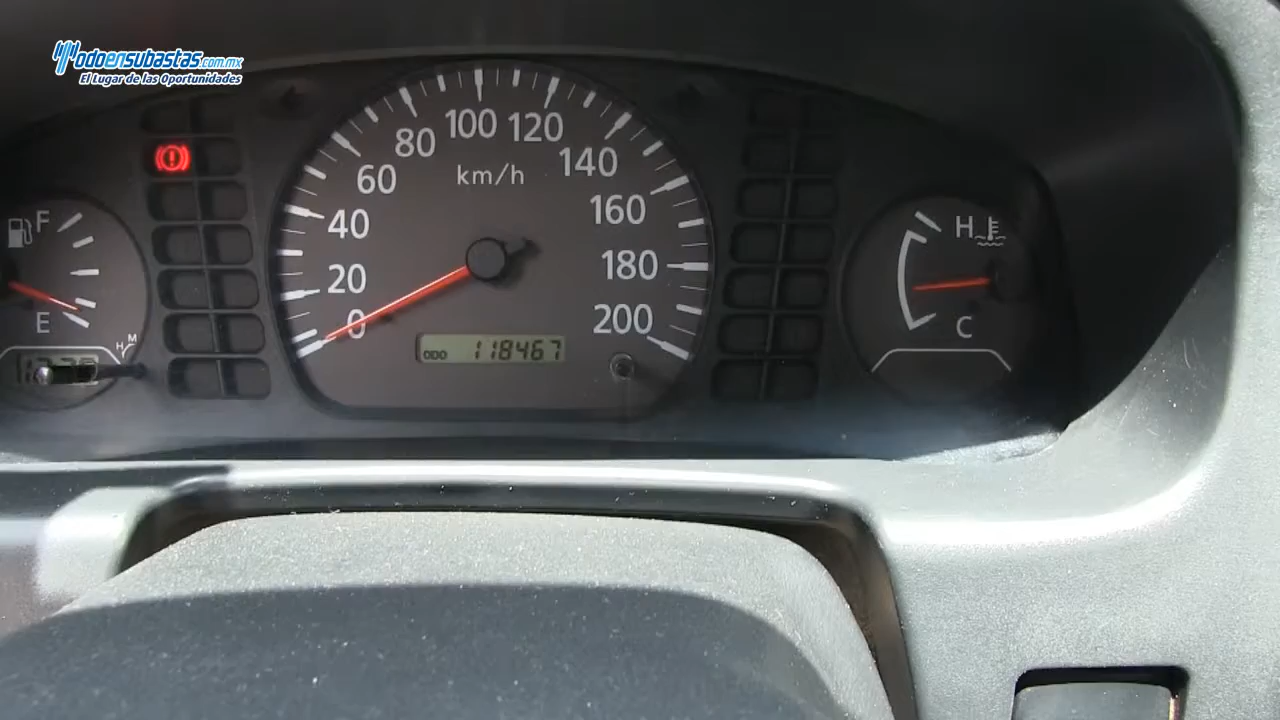 Todoensubastas.com.mx
El Lugar de las Oportunidades
F
E
H M
0
20
40
60
80
100
120
140
160
180
200
km/h
ODO 118467
H
C